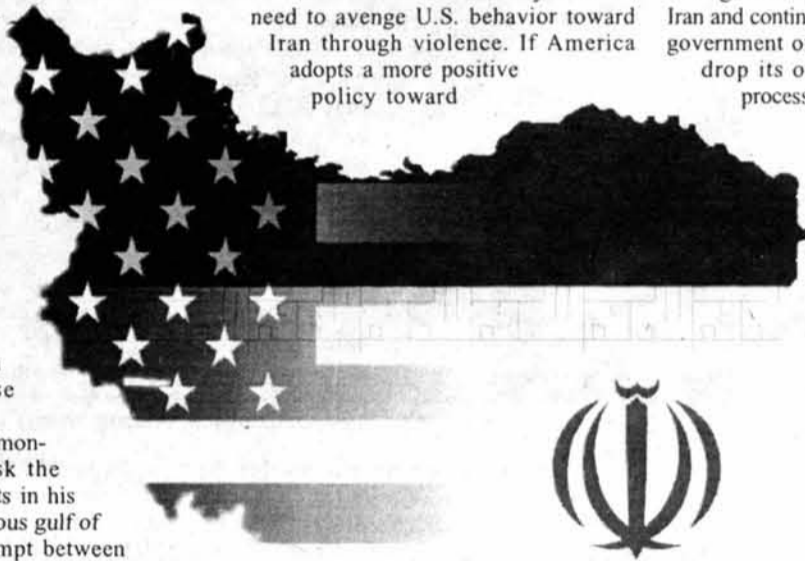 se
mon-
sk the
ts in his
ous gulf of
mpt between
need to avenge U.S. behavior toward
Iran through violence. If America
adopts a more positive
policy toward
Iran and contin
government o
drop its o
process